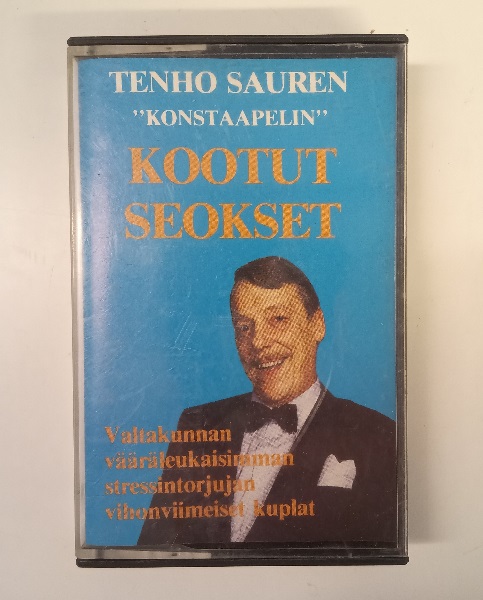 TENHO SAUREN
"KONSTAAPELIN"
KOOTUT
SEOKSET
Valtakunnan
vääräleukaisimman
stressintorjujan
vihonviimeiset kuplat